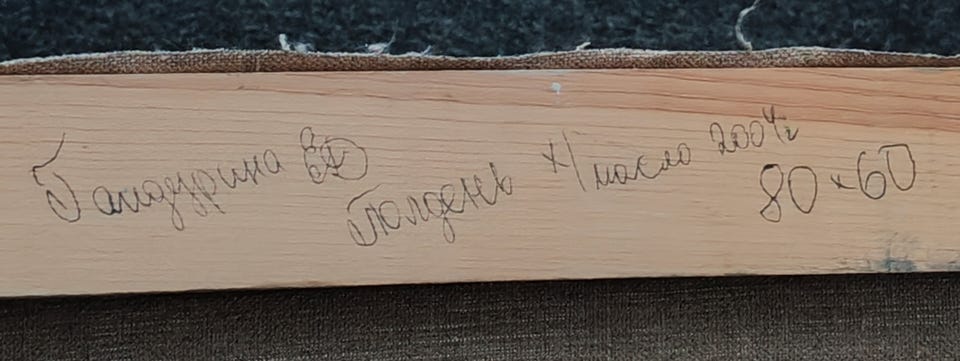 Бандурина
Полдень х/масло 2004г
80×60